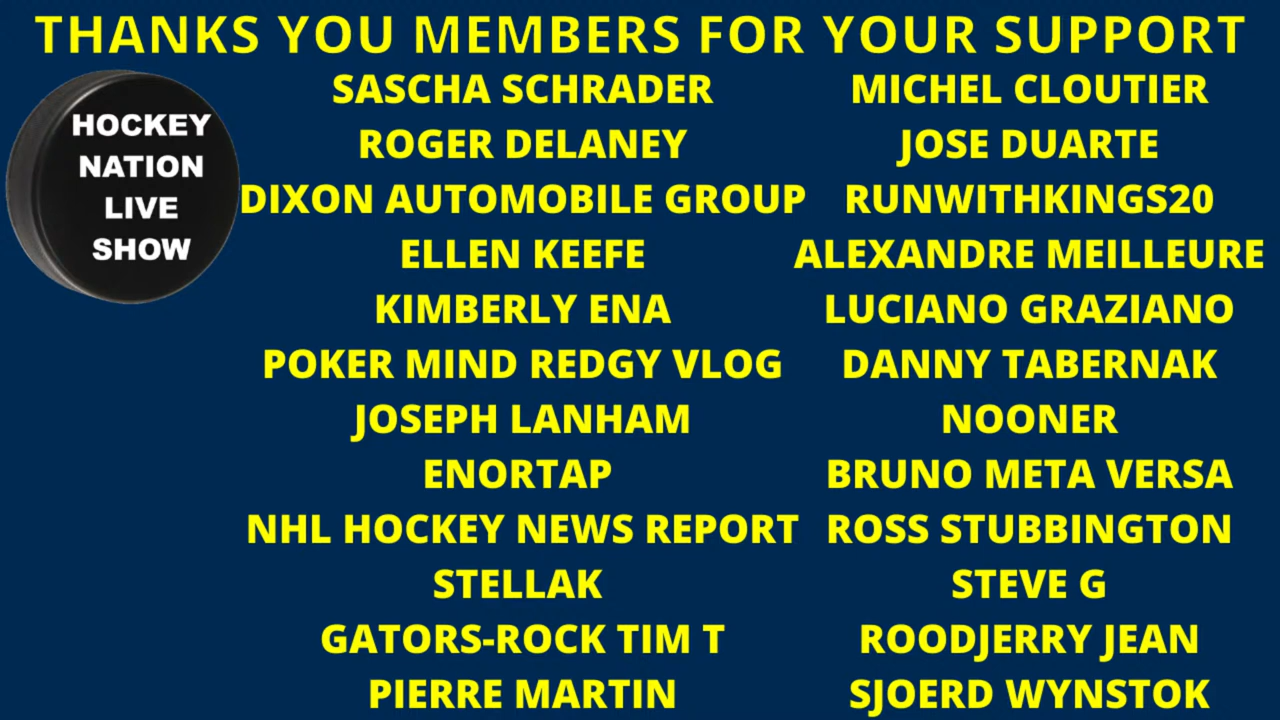 THANKS YOU MEMBERS FOR YOUR SUPPORT
HOCKEY
NATION
LIVE
SHOW
SASCHA SCHRADER
ROGER DELANEY
DIXON AUTOMOBILE GROUP
ELLEN KEEFE
KIMBERLY ENA
POKER MIND REDGY VLOG
JOSEPH LANHAM
ENORTAP
NHL HOCKEY NEWS REPORT
STELLAK
GATORS-ROCK TIM T
PIERRE MARTIN
MICHEL CLOUTIER
JOSE DUARTE
RUNWITHKINGS20
ALEXANDRE MEILLEURE
LUCIANO GRAZIANO
DANNY TABERNAK
NOONER
BRUNO META VERSA
ROSS STUBBINGTON
STEVE G
ROODJERRY JEAN
SJOERD WYNSTOK